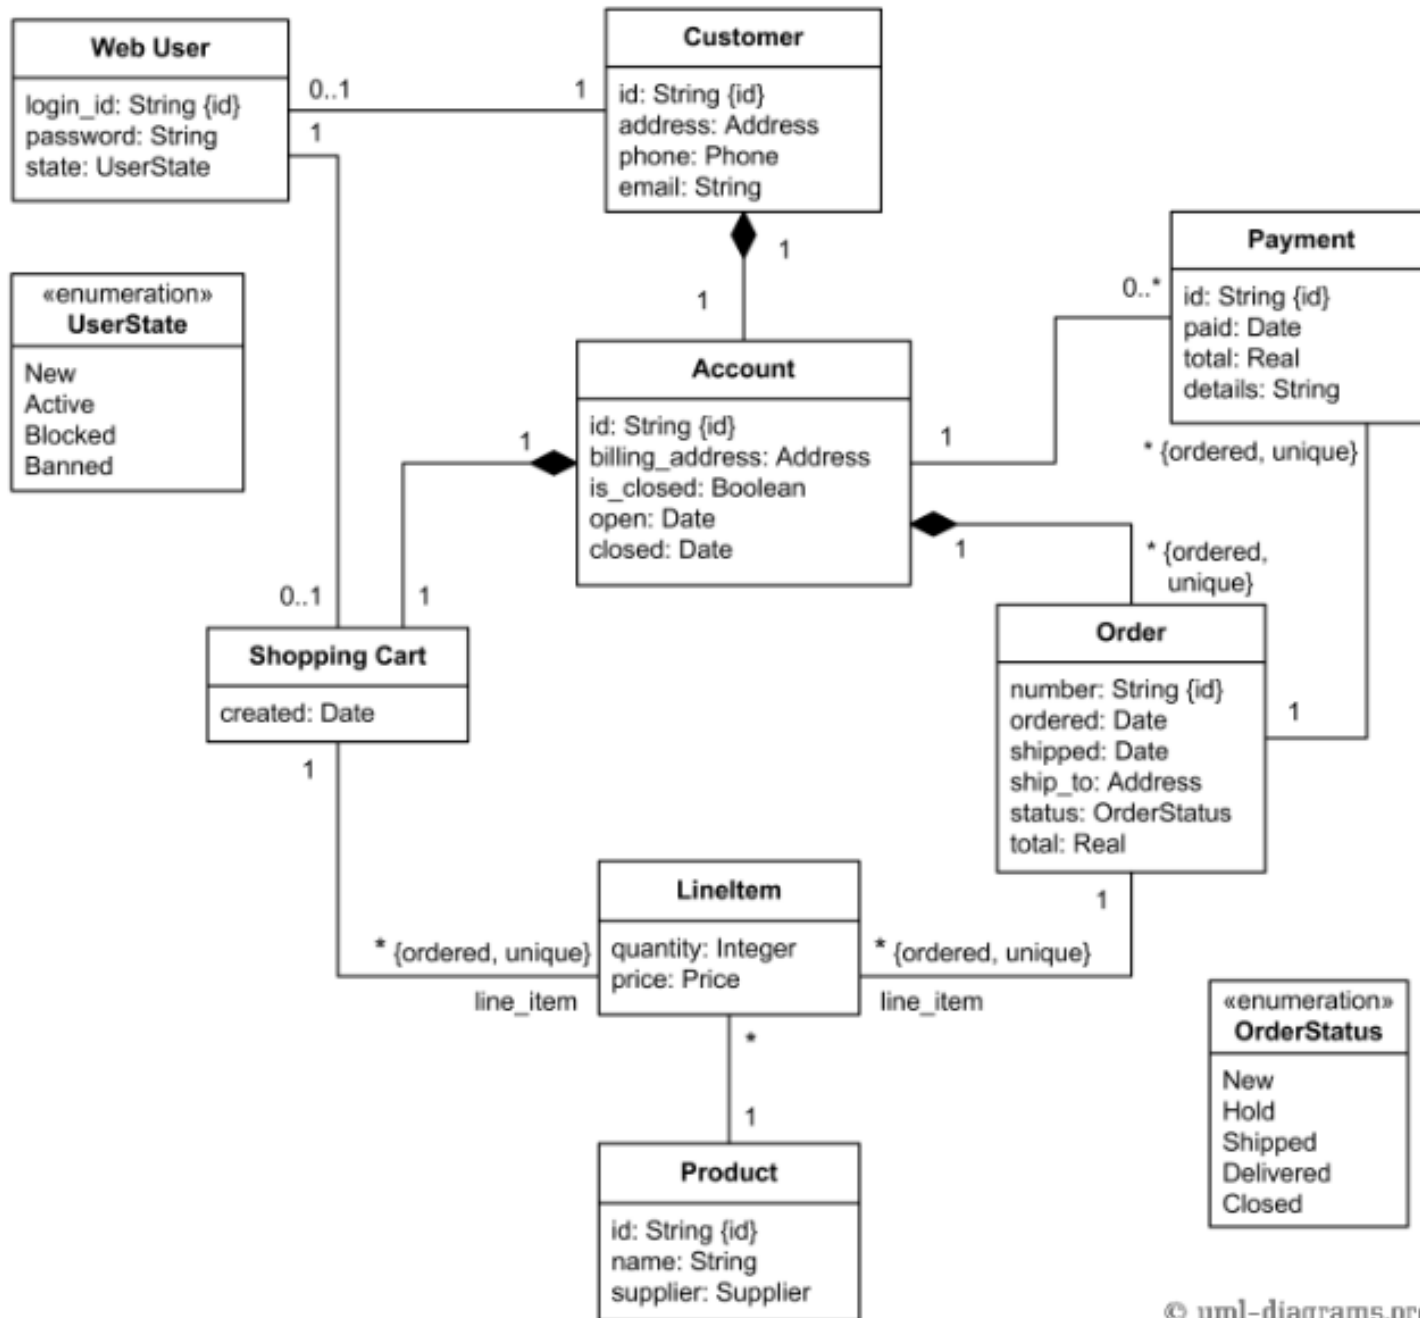 Web User
login_id: String {id}
password: String
state: UserState
0..1
1
1
Customer
id: String {id}
address: Address
phone: Phone
email: String
1
1
«enumeration»
UserState
New
Active
Blocked
Banned
Payment
id: String {id}
paid: Date
total: Real
details: String
0..*
* {ordered, unique}
Account
id: String {id}
billing_address: Address
is_closed: Boolean
open: Date
closed: Date
1
1
1
* {ordered,
unique}
0..1
1
Shopping Cart
created: Date
1
Order
number: String {id}
ordered: Date
shipped: Date
ship_to: Address
status: OrderStatus
total: Real
1
1
LineItem
quantity: Integer
price: Price
* {ordered, unique}
line_item
* {ordered, unique}
line_item
*
1
Product
id: String {id}
name: String
supplier: Supplier
«enumeration»
OrderStatus
New
Hold
Shipped
Delivered
Closed
© uml-diagrams.org